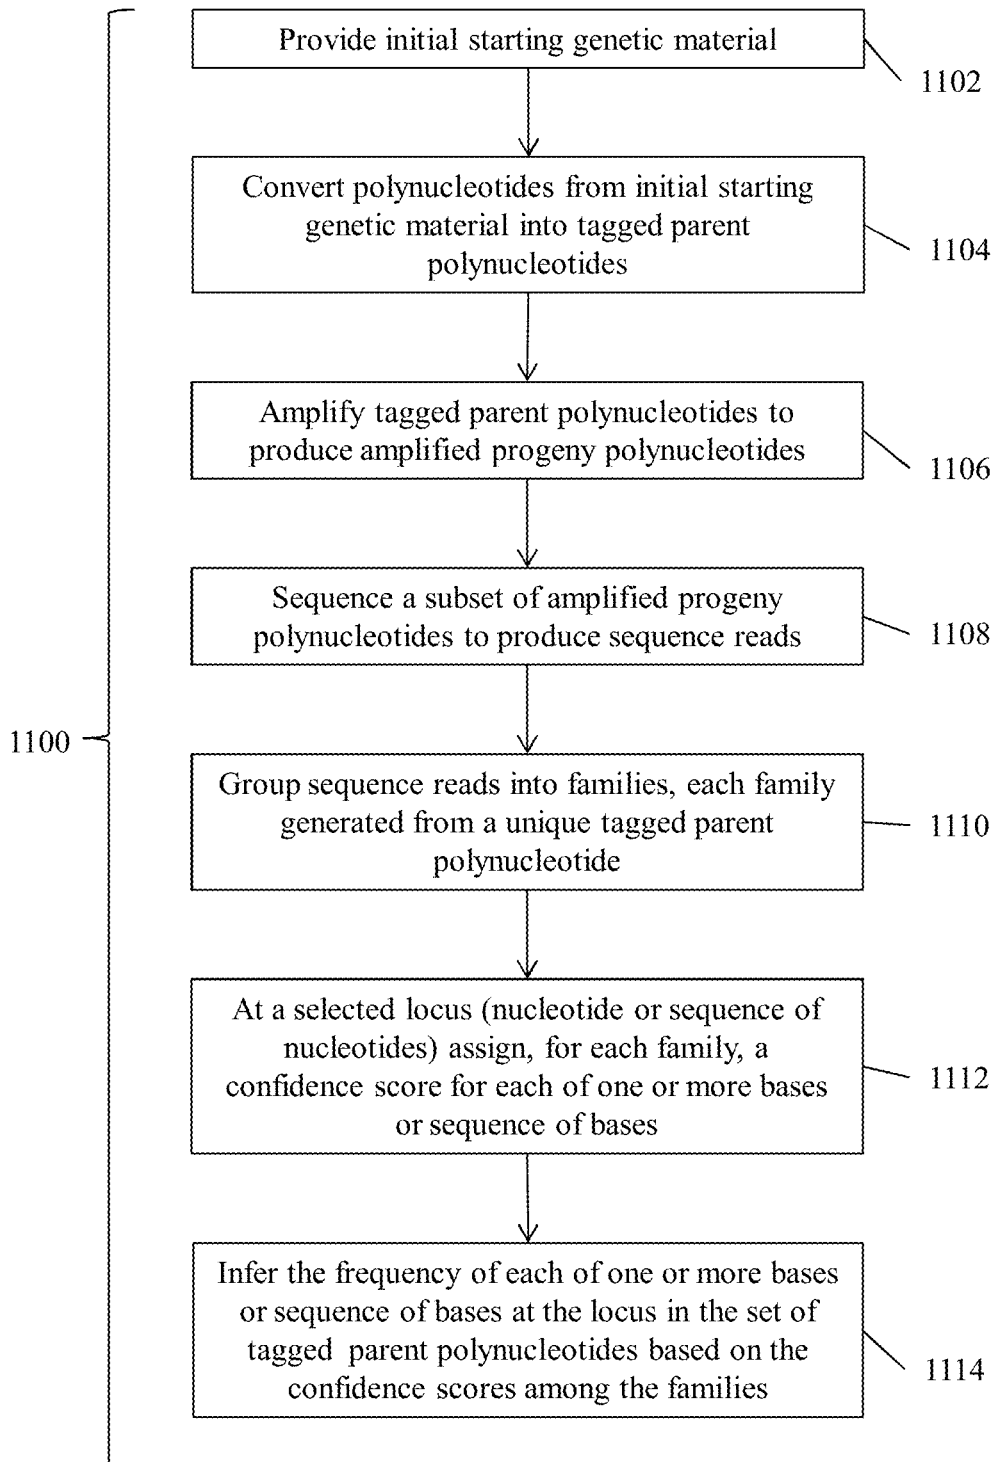 Provide initial starting genetic material
1102
Convert polynucleotides from initial starting
genetic material into tagged parent
polynucleotides
1104
Amplify tagged parent polynucleotides to
produce amplified progeny polynucleotides
1106
Sequence a subset of amplified progeny
polynucleotides to produce sequence reads
1108
1100
Group sequence reads into families, each family
generated from a unique tagged parent
polynucleotide
1110
At a selected locus (nucleotide or sequence of
nucleotides) assign, for each family, a
confidence score for each of one or more bases
or sequence of bases
1112
Infer the frequency of each of one or more bases
or sequence of bases at the locus in the set of
tagged parent polynucleotides based on the
confidence scores among the families
1114